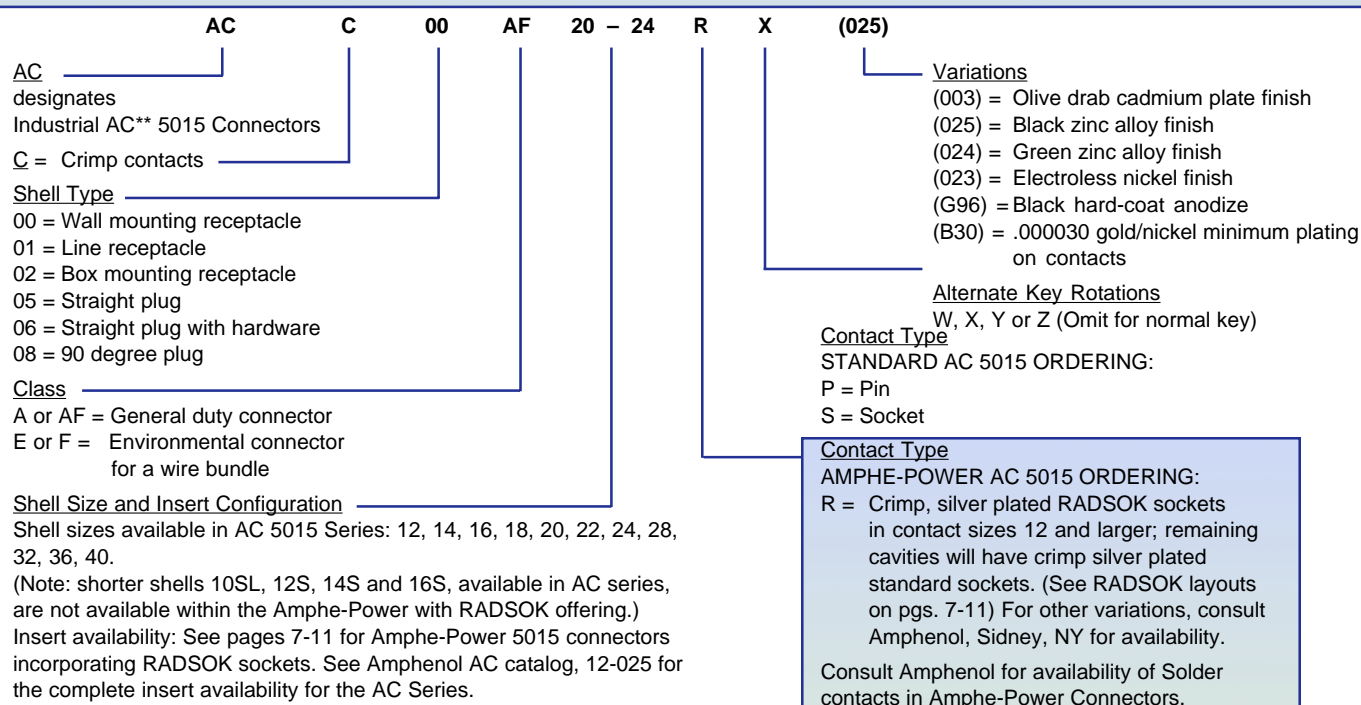 AC C 00 AF 20 – 24 R X (025)
AC
designates
Industrial AC** 5015 Connectors
C = Crimp contacts
Shell Type
00 = Wall mounting receptacle
01 = Line receptacle
02 = Box mounting receptacle
05 = Straight plug
06 = Straight plug with hardware
08 = 90 degree plug
Class
A or AF = General duty connector
E or F = Environmental connector
for a wire bundle
Shell Size and Insert Configuration
Shell sizes available in AC 5015 Series: 12, 14, 16, 18, 20, 22, 24, 28,
32, 36, 40.
(Note: shorter shells 10SL, 12S, 14S and 16S, available in AC series,
are not available within the Amphe-Power with RADSOK offering.)
Insert availability: See pages 7-11 for Amphe-Power 5015 connectors
incorporating RADSOK sockets. See Amphenol AC catalog, 12-025 for
the complete insert availability for the AC Series.
Variations
(003) = Olive drab cadmium plate finish
(025) = Black zinc alloy finish
(024) = Green zinc alloy finish
(023) = Electroless nickel finish
(G96) = Black hard-coat anodize
(B30) = .000030 gold/nickel minimum plating
on contacts
Alternate Key Rotations
W, X, Y or Z (Omit for normal key)
Contact Type
STANDARD AC 5015 ORDERING:
P = Pin
S = Socket
Contact Type
AMPHE-POWER AC 5015 ORDERING:
R = Crimp, silver plated RADSOK sockets
in contact sizes 12 and larger; remaining
cavities will have crimp silver plated
standard sockets. (See RADSOK layouts
on pgs. 7-11) For other variations, consult
Amphenol, Sidney, NY for availability.
Consult Amphenol for availability of Solder
contacts in Amphe-Power Connectors.